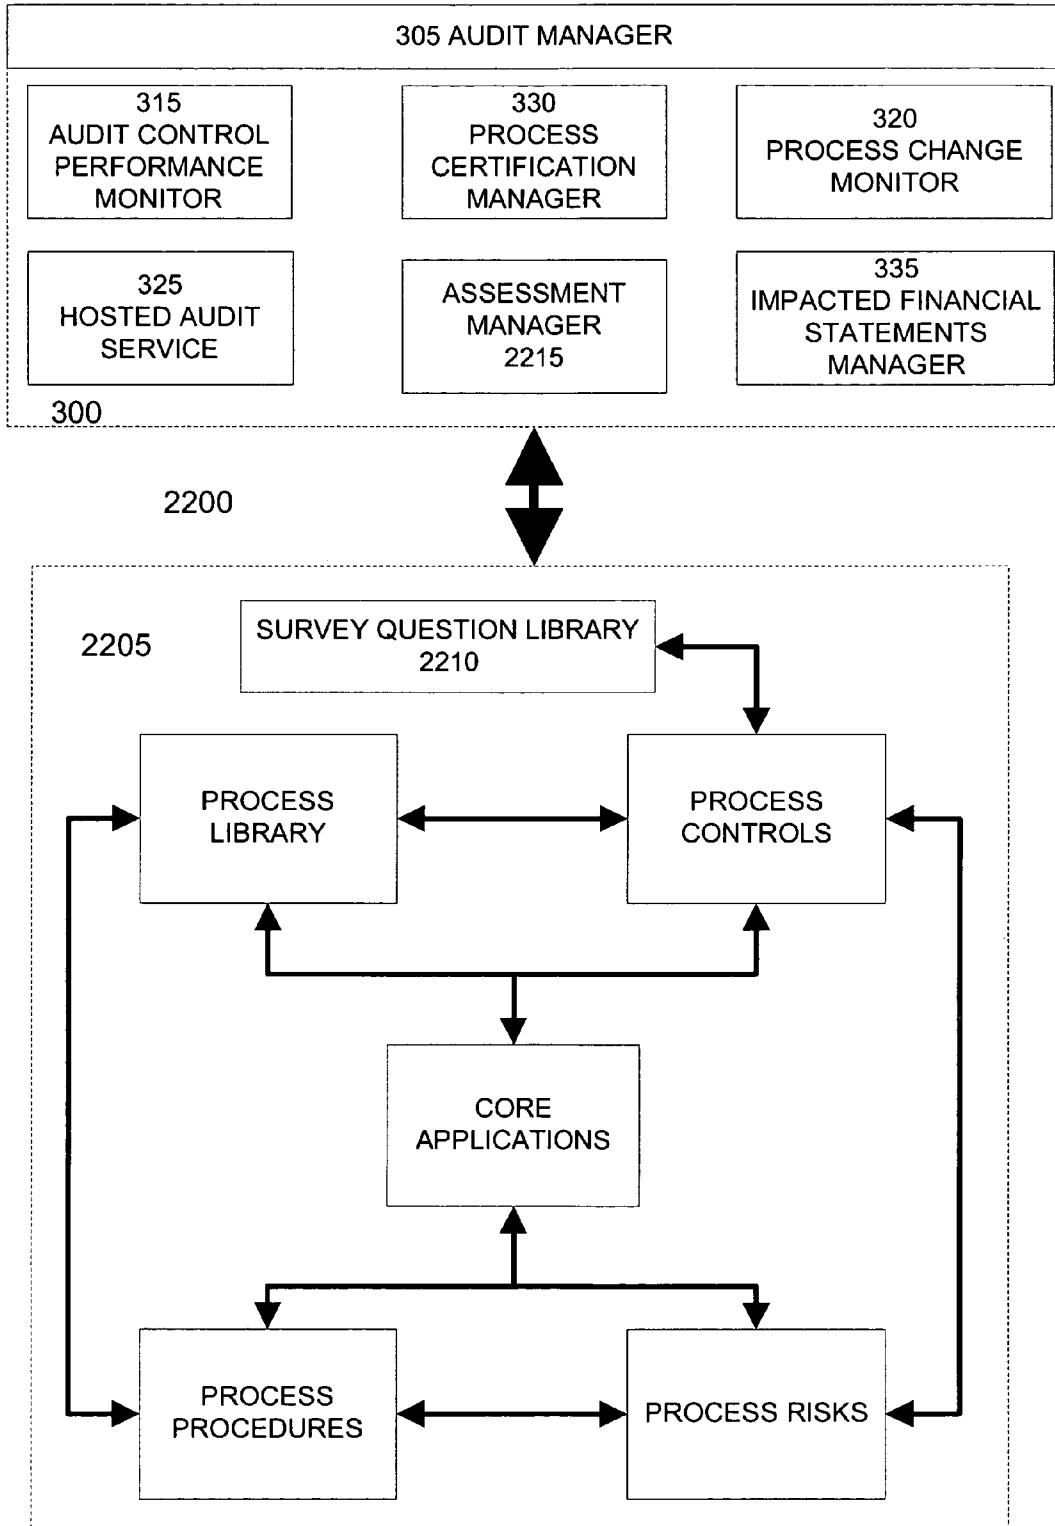 305 AUDIT MANAGER
315
AUDIT CONTROL
PERFORMANCE
MONITOR
330
PROCESS
CERTIFICATION
MANAGER
320
PROCESS CHANGE
MONITOR
325
HOSTED AUDIT
SERVICE
ASSESSMENT
MANAGER
2215
335
IMPACTED FINANCIAL
STATEMENTS
MANAGER
300
2200
2205
SURVEY QUESTION LIBRARY
2210
PROCESS
LIBRARY
PROCESS
CONTROLS
CORE
APPLICATIONS
PROCESS
PROCEDURES
PROCESS RISKS